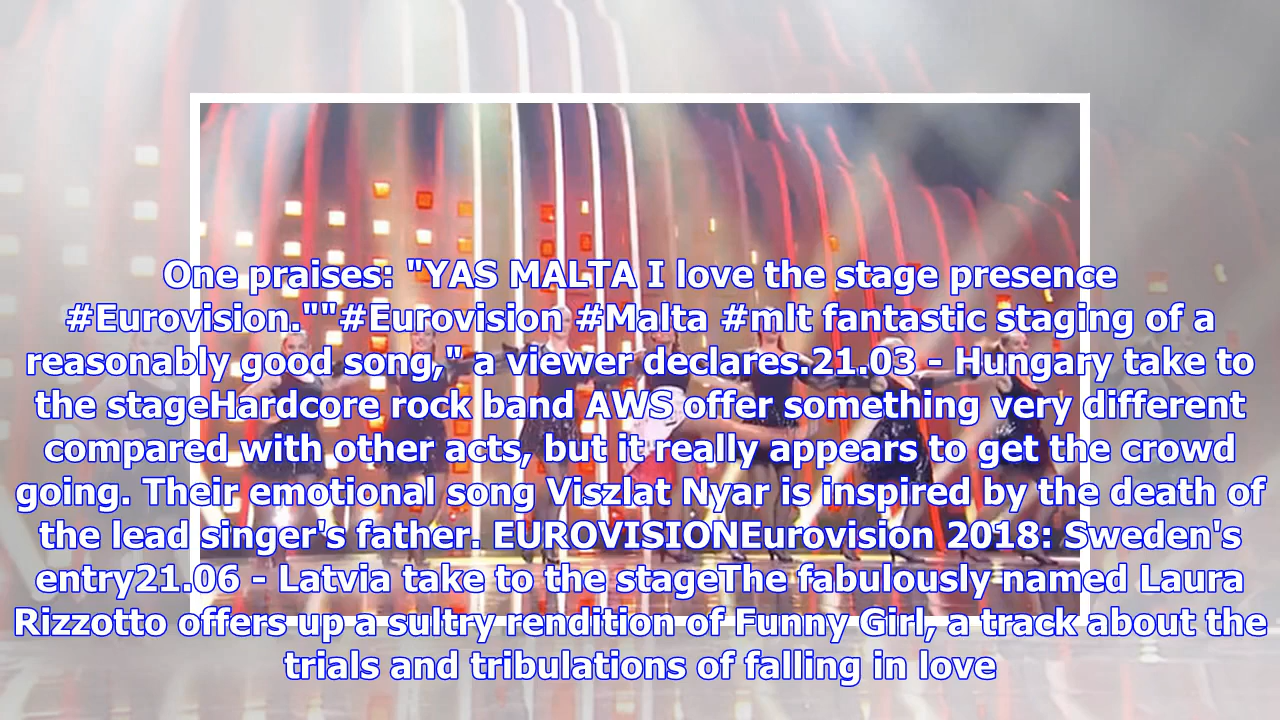 One praises: "YAS MALTA I love the stage presence
#Eurovision.""#Eurovision #Malta #mlt fantastic staging of a
reasonably good song," a viewer declares.21.03 - Hungary take to
the stageHardcore rock band AWS offer something very different
compared with other acts, but it really appears to get the crowd
going. Their emotional song Viszlat Nyar is inspired by the death of
the lead singer's father. EUROVISIONEurovision 2018: Sweden's
entry21.06 - Latvia take to the stageThe fabulously named Laura
Rizzotto offers up a sultry rendition of Funny Girl, a track about the
trials and tribulations of falling in love